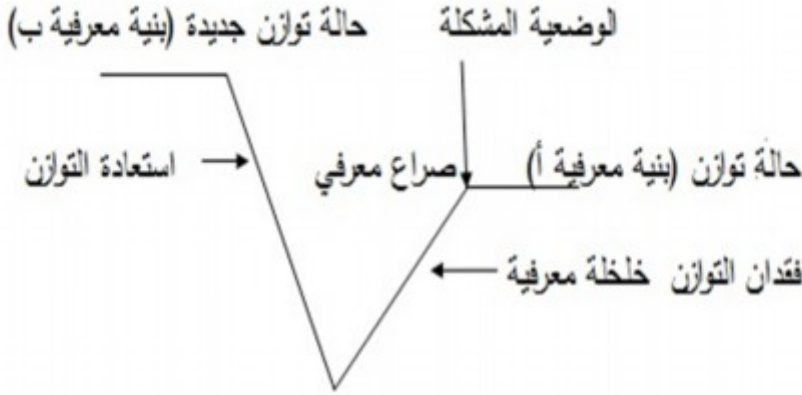 الوضعية المشكلة
حالة توازن جديدة (بنية معرفية ب)
حالة توازن (بنية معرفية أ)
صراع معرفي
استعادة التوازن
فقدان التوازن خلخلة معرفية